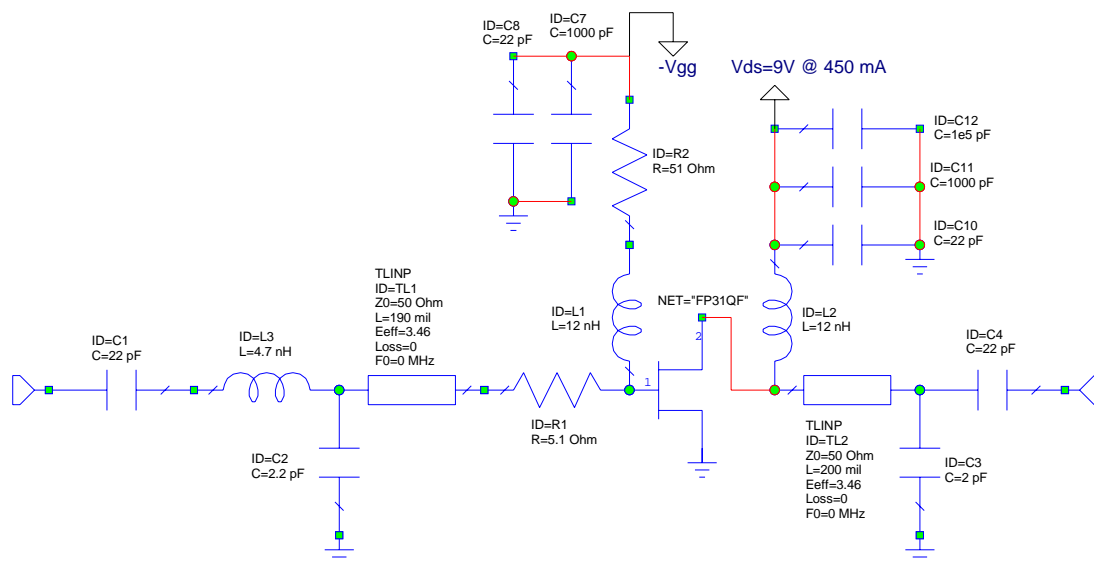 ID=C8
C=22 pF
ID=C7
C=1000 pF
-Vgg
Vds=9V @ 450 mA
ID=C12
C=1e5 pF
ID=R2
R=51 Ohm
ID=C11
C=1000 pF
ID=C10
C=22 pF
TLINP
ID=TL1
Z0=50 Ohm
L=190 mil
Eeff=3.46
Loss=0
F0=0 MHz
ID=L1
L=12 nH
NET="FP31QF"
ID=L2
L=12 nH
ID=C1
C=22 pF
ID=L3
L=4.7 nH
2
1
ID=C4
C=22 pF
ID=R1
R=5.1 Ohm
ID=C2
C=2.2 pF
TLINP
ID=TL2
Z0=50 Ohm
L=200 mil
Eeff=3.46
Loss=0
F0=0 MHz
ID=C3
C=2 pF